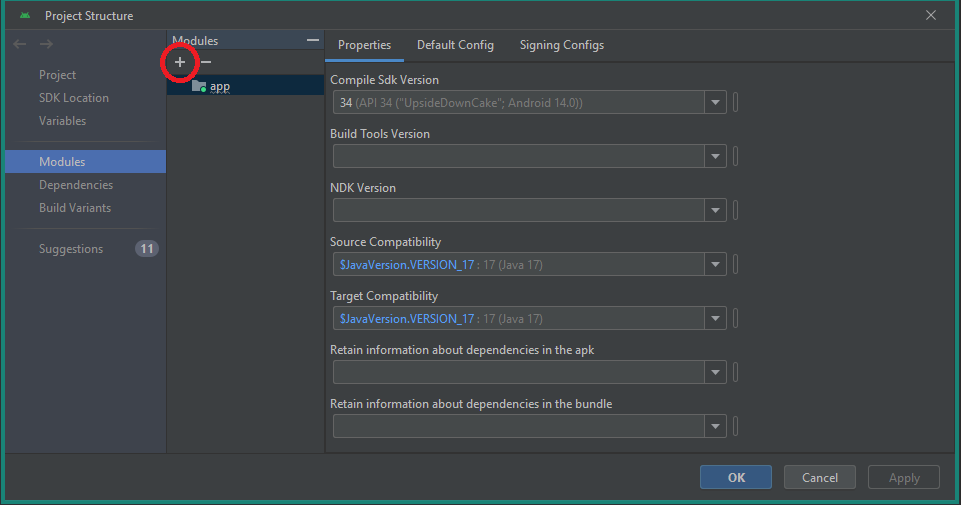 Project Structure
Project
SDK Location
Variables
Modules
Dependencies
Build Variants
Suggestions 11
Modules
app
Properties Default Config Signing Configs
Compile Sdk Version
34 (API 34 ("UpsideDownCake"; Android 14.0))
Build Tools Version
NDK Version
Source Compatibility
$JavaVersion.VERSION_17 : 17 (Java 17)
Target Compatibility
$JavaVersion.VERSION_17 : 17 (Java 17)
Retain information about dependencies in the apk
Retain information about dependencies in the bundle
OK Cancel Apply